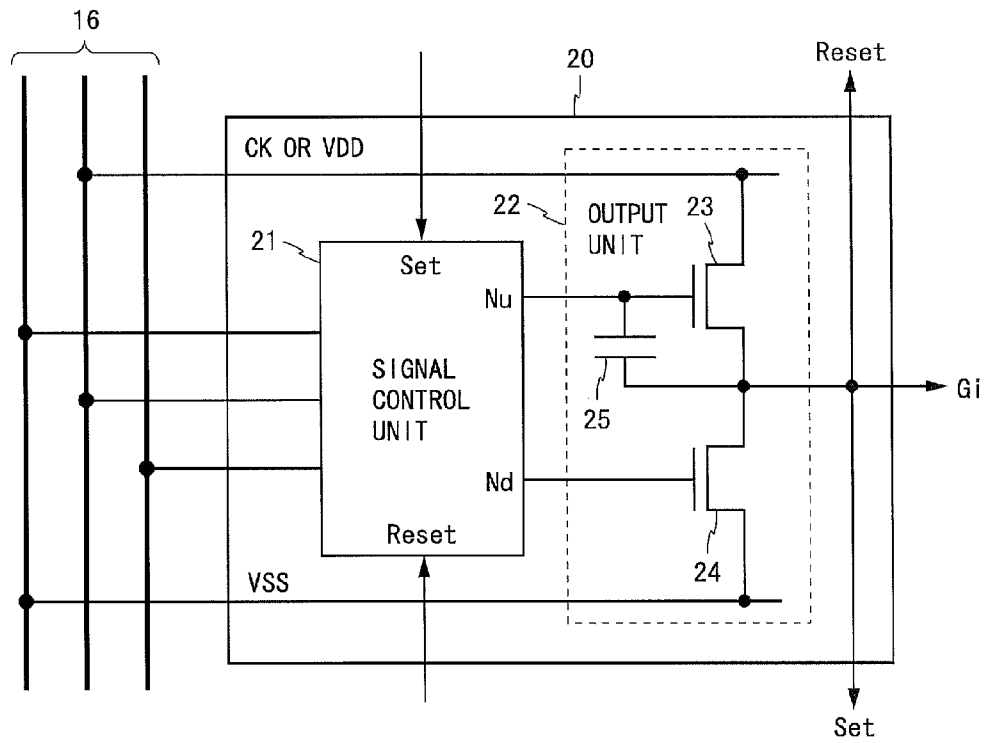 16
20
Reset
CK OR VDD
22
OUTPUT
UNIT
23
21
Set
Nu
SIGNAL
CONTROL
UNIT
25
Gi
Nd
Reset
24
VSS
Set